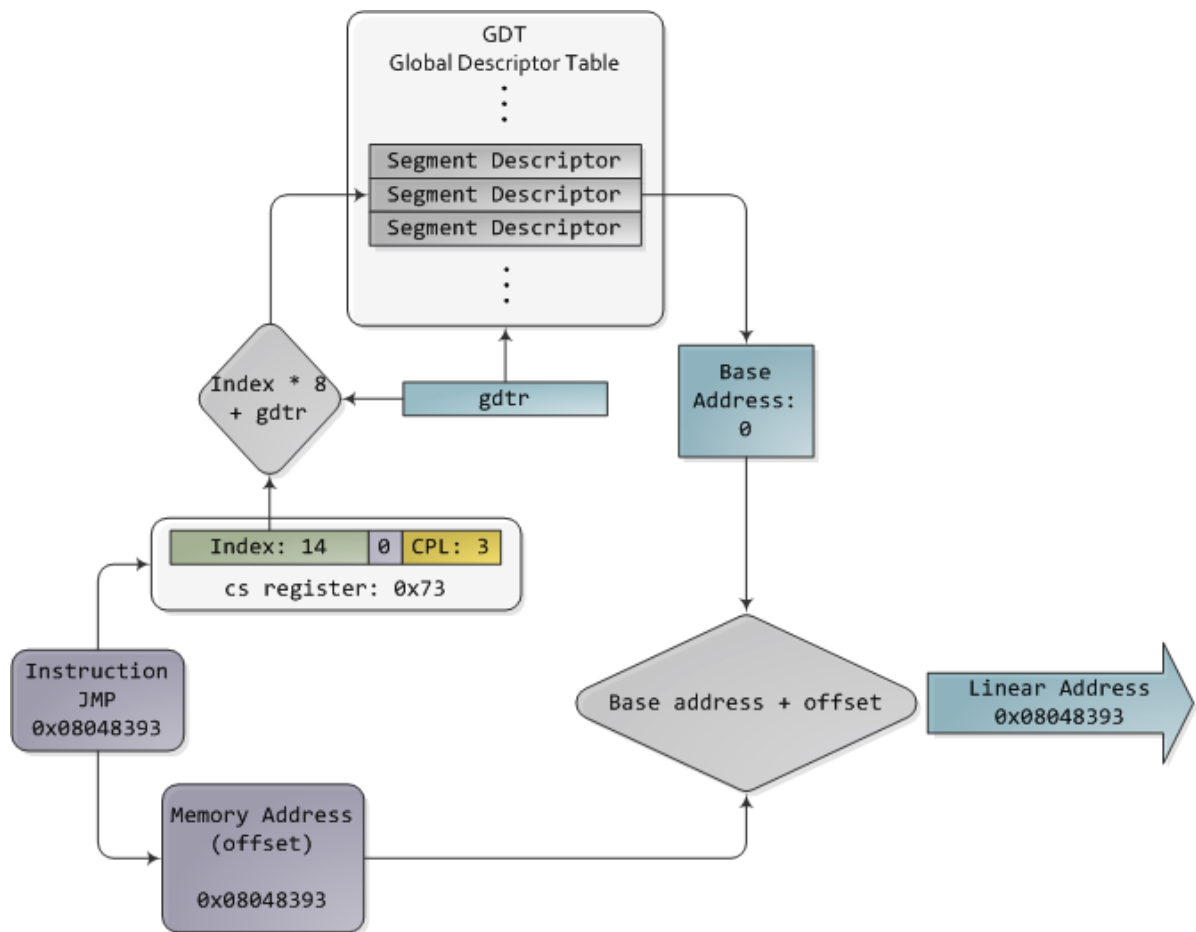 GDT
Global Descriptor Table
Segment Descriptor
Segment Descriptor
Segment Descriptor
Index * 8
+ gdtr
gdtr
Base
Address:
0
Index: 14
0
CPL: 3
cs register: 0x73
Instruction
JMP
0x08048393
Base address + offset
Linear Address
0x08048393
Memory Address
(offset)
0x08048393